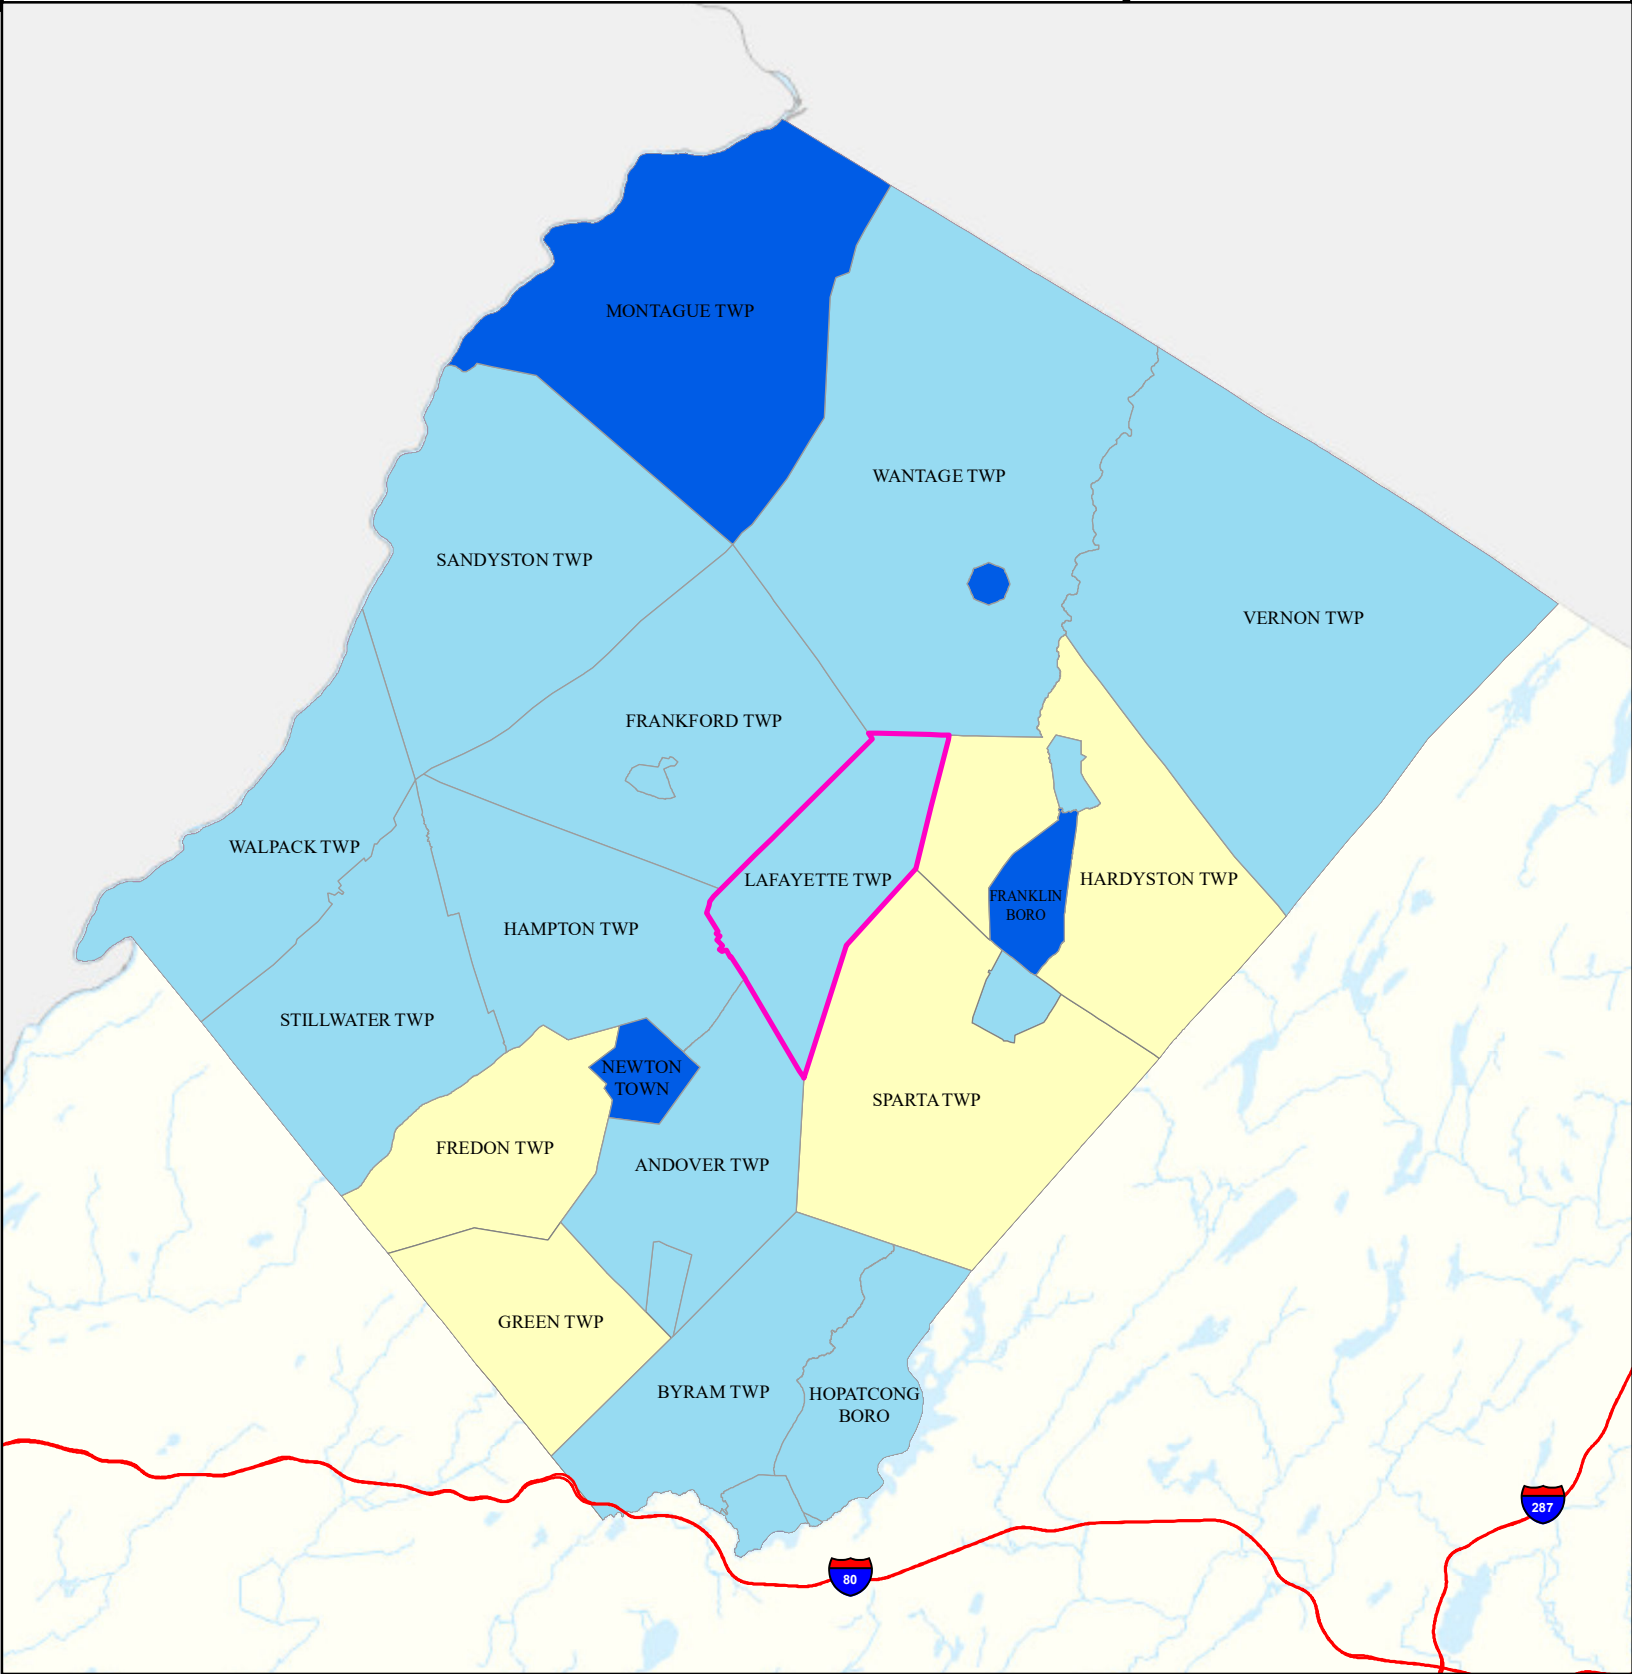 MONTAGUE TWP
WANTAGE TWP
SANDYSTON TWP
VERNON TWP
FRANKFORD TWP
WALPACK TWP
LAFAYETTE TWP
HARDYSTON TWP
FRANKLIN
BORO
HAMPTON TWP
STILLWATER TWP
NEWTON
TOWN
SPARTA TWP
FREDON TWP
ANDOVER TWP
GREEN TWP
BYRAM TWP
HOPATCONG
BORO
287
80